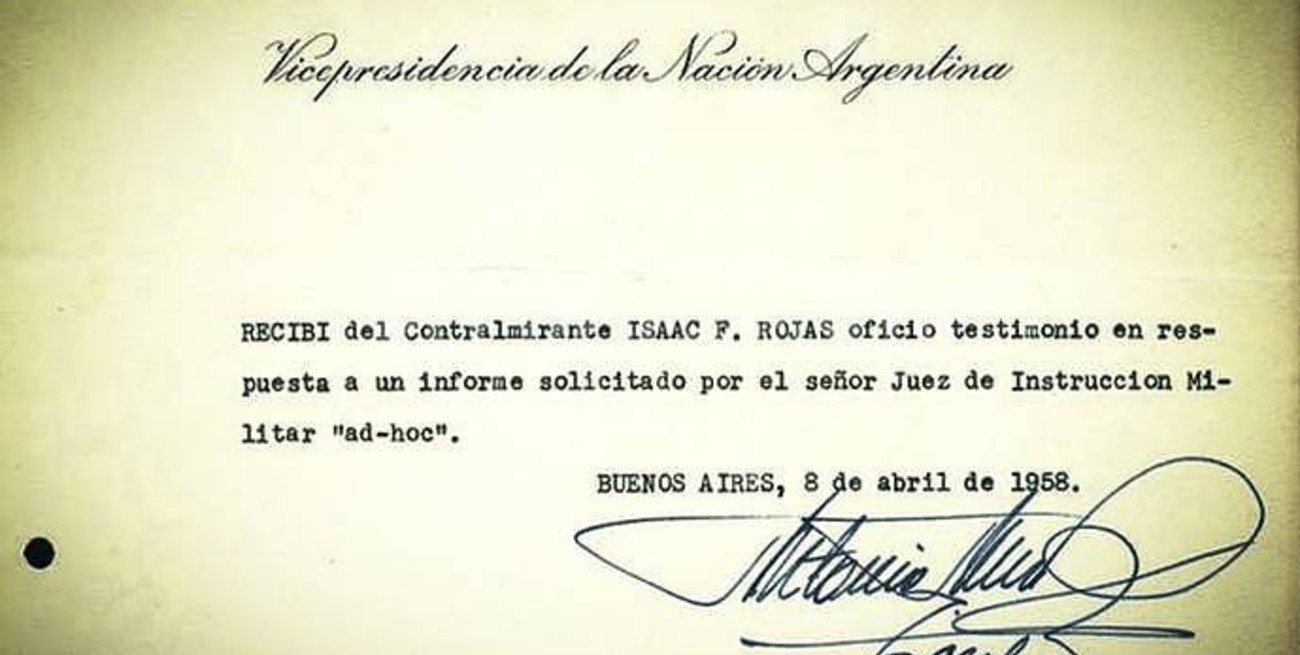 Vicepresidencia de la Nación Argentina
RECIBI del Contralmirante ISAAC F. ROJAS oficio testimonio en res-
puesta a un informe solicitado por el señor Juez de Instruccion Mi-
litar "ad-hoc".
BUENOS AIRES, 8 de abril de 1958.